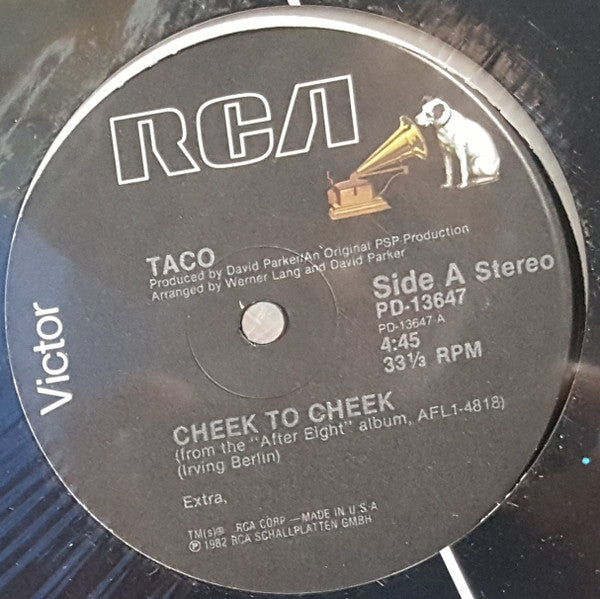 RCA
Victor
TACO
Produced by David Parker/An Original PSP-Production
Arranged by Werner Lang and David Parker
Side A Stereo
PD-13647
PD-13647-A
4:45
33⅓ RPM
CHEEK TO CHEEK
(from the "After Eight" album, AFL1-4818)
(Irving Berlin)
Extra,
TM(s)® RCA CORP —MADE IN U.S.A
℗ 1982 RCA SCHALLPLATTEN GMBH